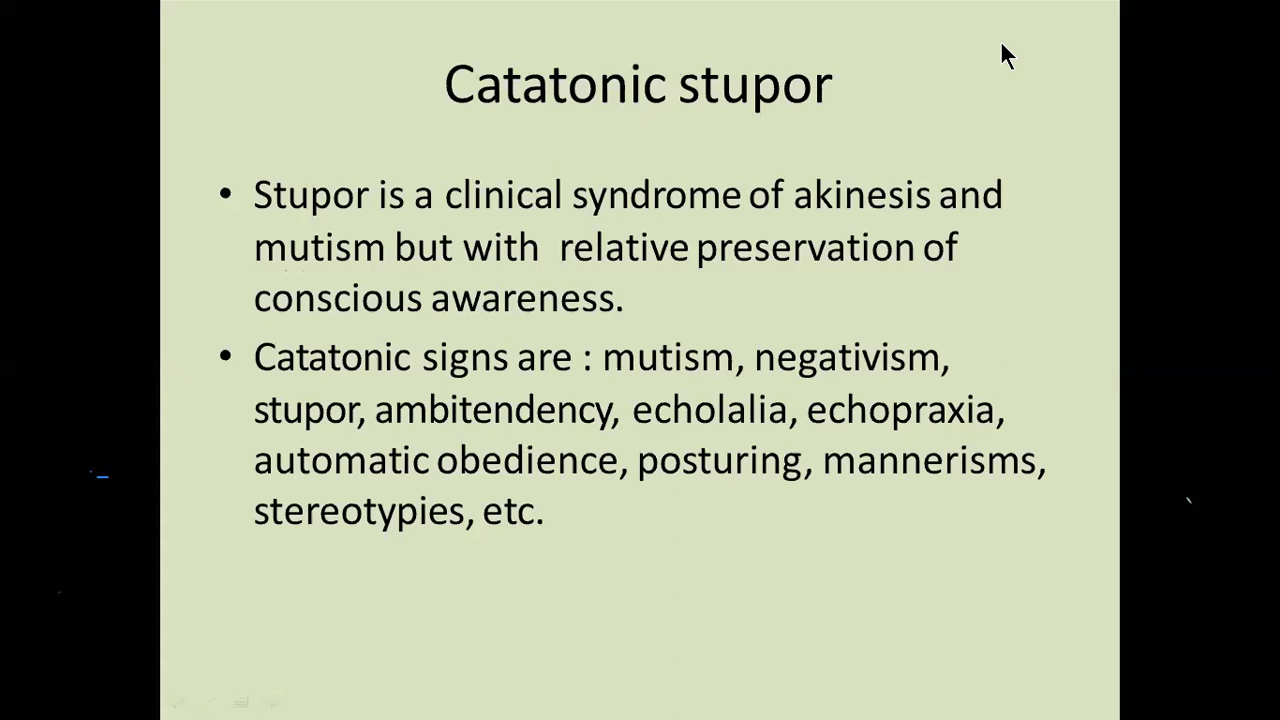 Catatonic stupor
• Stupor is a clinical syndrome of akinesis and
mutism but with relative preservation of
conscious awareness.
• Catatonic signs are : mutism, negativism,
stupor, ambitendency, echolalia, echopraxia,
automatic obedience, posturing, mannerisms,
stereotypies, etc.